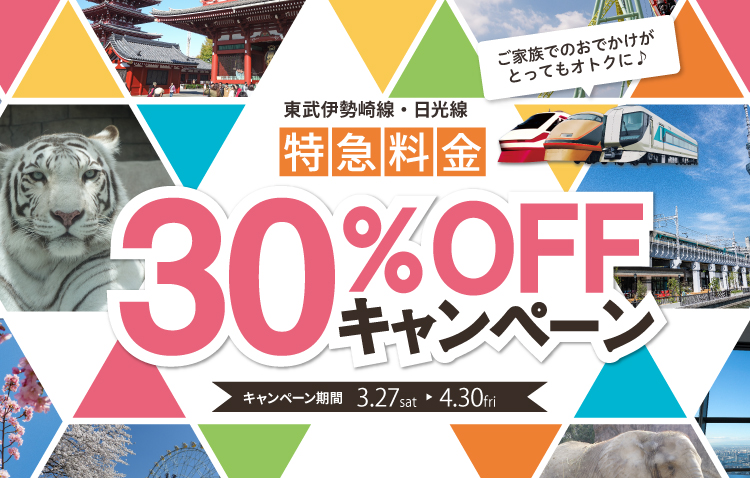 ご家族でのおでかけが
とってもオトクに♪
東武伊勢崎線・日光線
特急料金
30%OFF
キャンペーン
キャンペーン期間 3.27sat ▶ 4.30fri